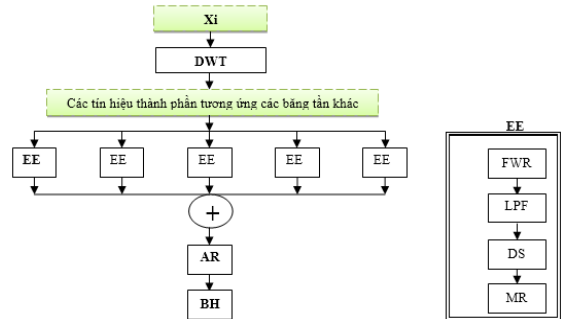 Xi
DWT
Các tín hiệu thành phần tương ứng các băng tần khác
EE EE EE EE EE
+
AR
BH
EE
FWR
LPF
DS
MR